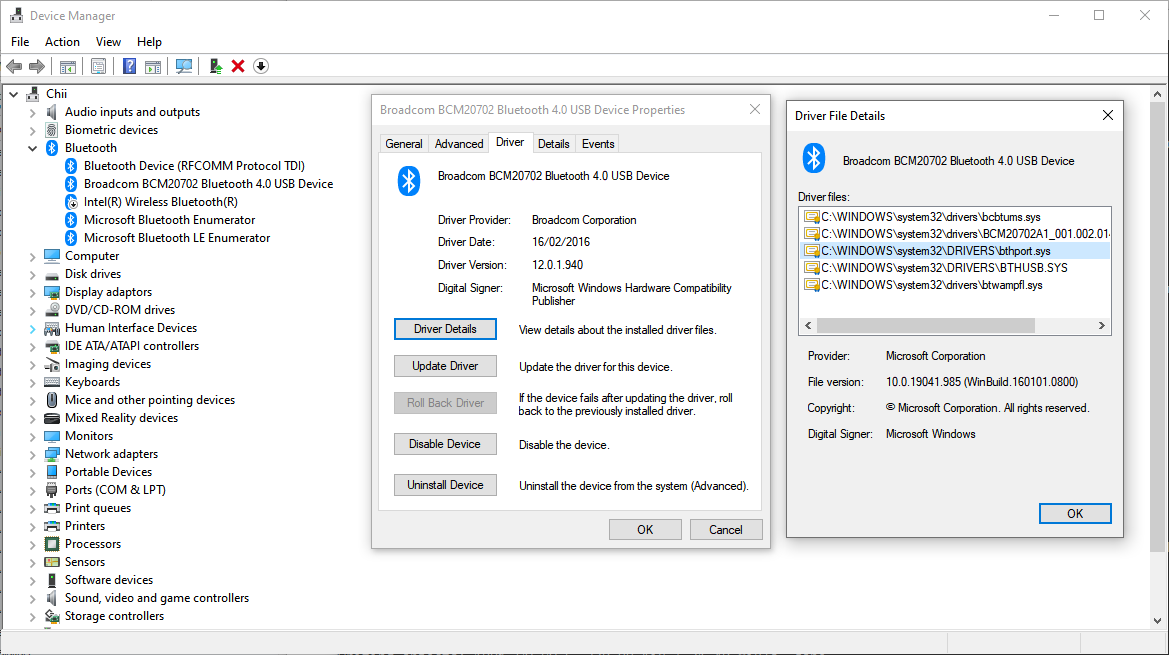 Device Manager
File Action View Help
Chii
Audio inputs and outputs
Biometric devices
Bluetooth
Bluetooth Device (RFCOMM Protocol TDI)
Broadcom BCM20702 Bluetooth 4.0 USB Device
Intel(R) Wireless Bluetooth(R)
Microsoft Bluetooth Enumerator
Microsoft Bluetooth LE Enumerator
Computer
Disk drives
Display adaptors
DVD/CD-ROM drives
Human Interface Devices
IDE ATA/ATAPI controllers
Imaging devices
Keyboards
Mice and other pointing devices
Mixed Reality devices
Monitors
Network adapters
Portable Devices
Ports (COM & LPT)
Print queues
Printers
Processors
Sensors
Software devices
Sound, video and game controllers
Storage controllers
Broadcom BCM20702 Bluetooth 4.0 USB Device Properties
General Advanced Driver Details Events
Broadcom BCM20702 Bluetooth 4.0 USB Device
Driver Provider: Broadcom Corporation
Driver Date: 16/02/2016
Driver Version: 12.0.1.940
Digital Signer: Microsoft Windows Hardware Compatibility
Publisher
Driver Details View details about the installed driver files.
Update Driver Update the driver for this device.
Roll Back Driver If the device fails after updating the driver, roll
back to the previously installed driver.
Disable Device Disable the device.
Uninstall Device Uninstall the device from the system (Advanced).
OK Cancel
Driver File Details
Broadcom BCM20702 Bluetooth 4.0 USB Device
Driver files:
C:\WINDOWS\system32\drivers\bcbtums.sys
C:\WINDOWS\system32\drivers\BCM20702A1_001.002.014
C:\WINDOWS\system32\DRIVERS\bthport.sys
C:\WINDOWS\system32\DRIVERS\BTHUSB.SYS
C:\WINDOWS\system32\drivers\btwampfl.sys
Provider: Microsoft Corporation
File version: 10.0.19041.985 (WinBuild.160101.0800)
Copyright: © Microsoft Corporation. All rights reserved.
Digital Signer: Microsoft Windows
OK